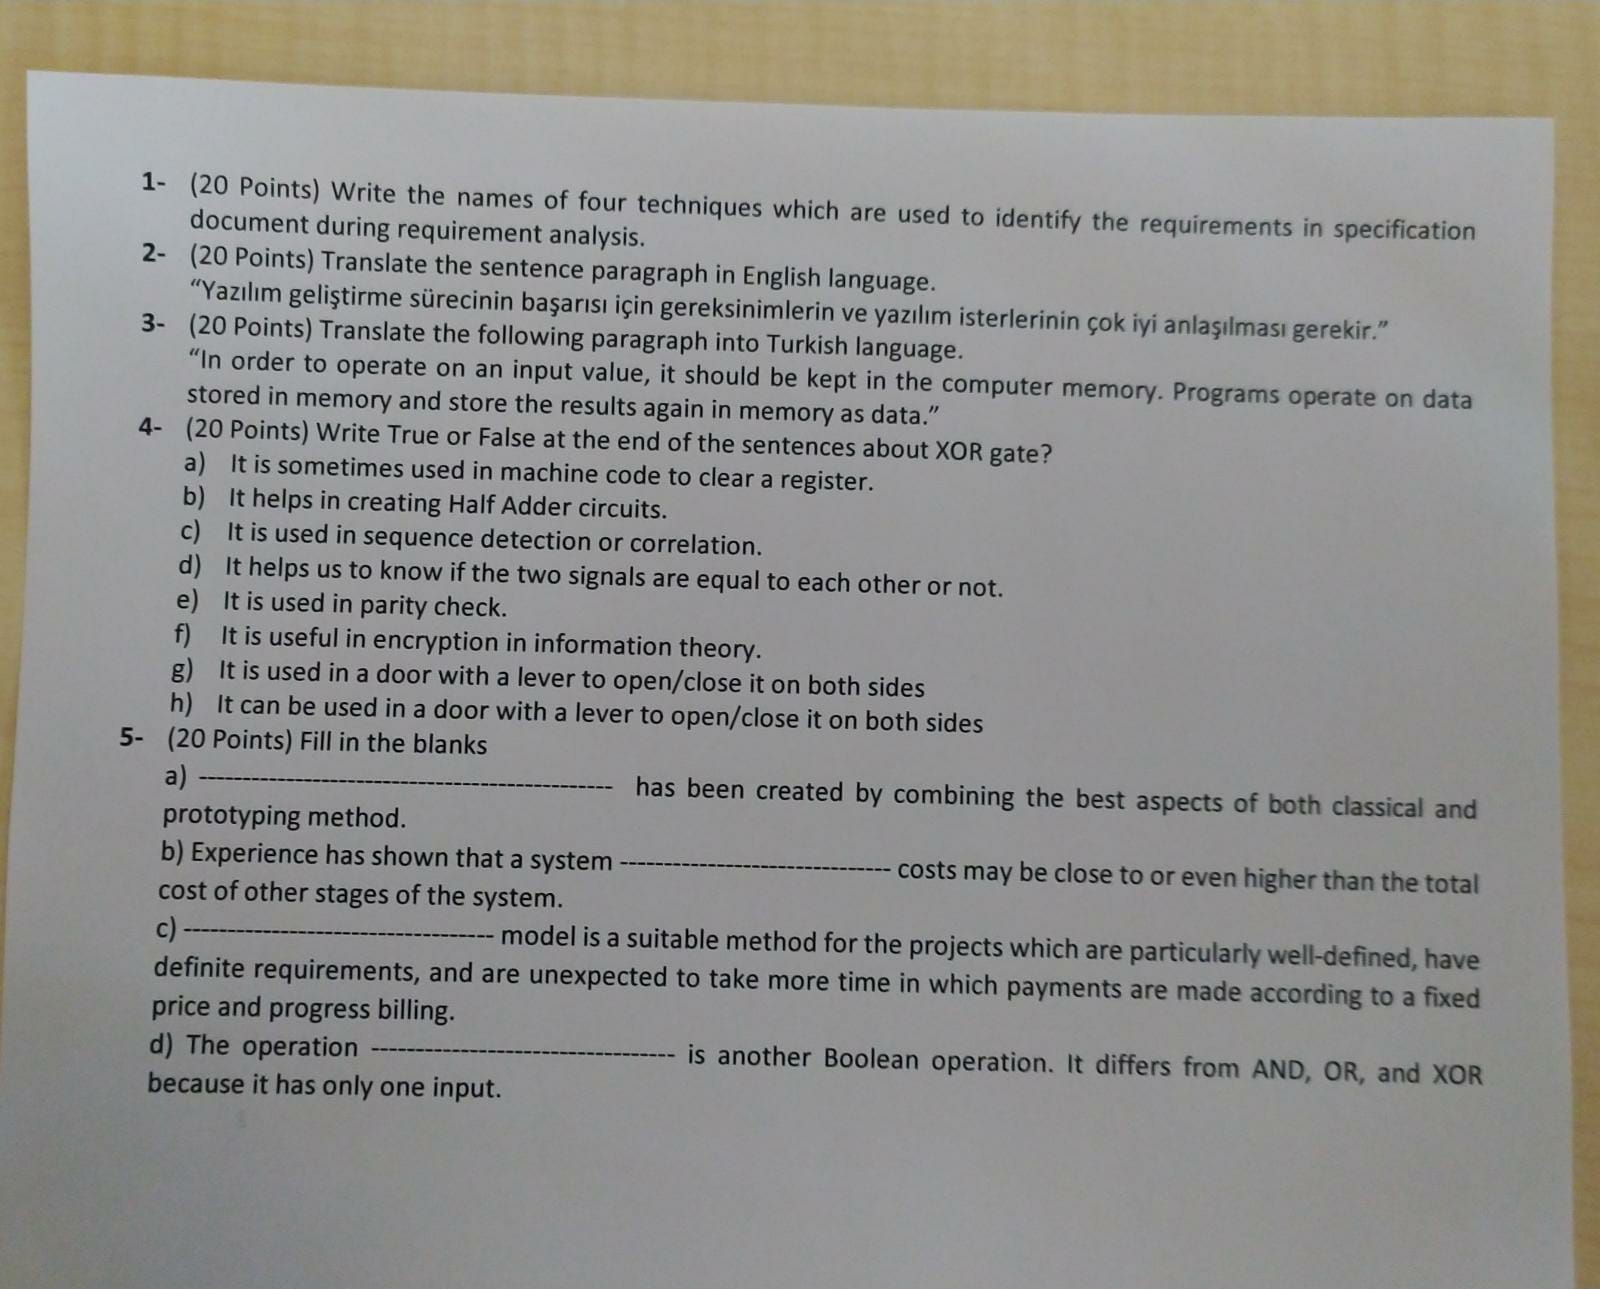 1- (20 Points) Write the names of four techniques which are used to identify the requirements in specification
document during requirement analysis.
2- (20 Points) Translate the sentence paragraph in English language.
“Yazılım geliştirme sürecinin başarısı için gereksinimlerin ve yazılım isterlerinin çok iyi anlaşılması gerekir.”
3- (20 Points) Translate the following paragraph into Turkish language.
“In order to operate on an input value, it should be kept in the computer memory. Programs operate on data
stored in memory and store the results again in memory as data.”
4- (20 Points) Write True or False at the end of the sentences about XOR gate?
a) It is sometimes used in machine code to clear a register.
b) It helps in creating Half Adder circuits.
c) It is used in sequence detection or correlation.
d) It helps us to know if the two signals are equal to each other or not.
e) It is used in parity check.
f) It is useful in encryption in information theory.
g) It is used in a door with a lever to open/close it on both sides
h) It can be used in a door with a lever to open/close it on both sides
5- (20 Points) Fill in the blanks
a) ----------------------------------------------- has been created by combining the best aspects of both classical and
prototyping method.
b) Experience has shown that a system ------------------------------- costs may be close to or even higher than the total
cost of other stages of the system.
c) ----------------------------------- model is a suitable method for the projects which are particularly well-defined, have
definite requirements, and are unexpected to take more time in which payments are made according to a fixed
price and progress billing.
d) The operation ----------------------------------- is another Boolean operation. It differs from AND, OR, and XOR
because it has only one input.